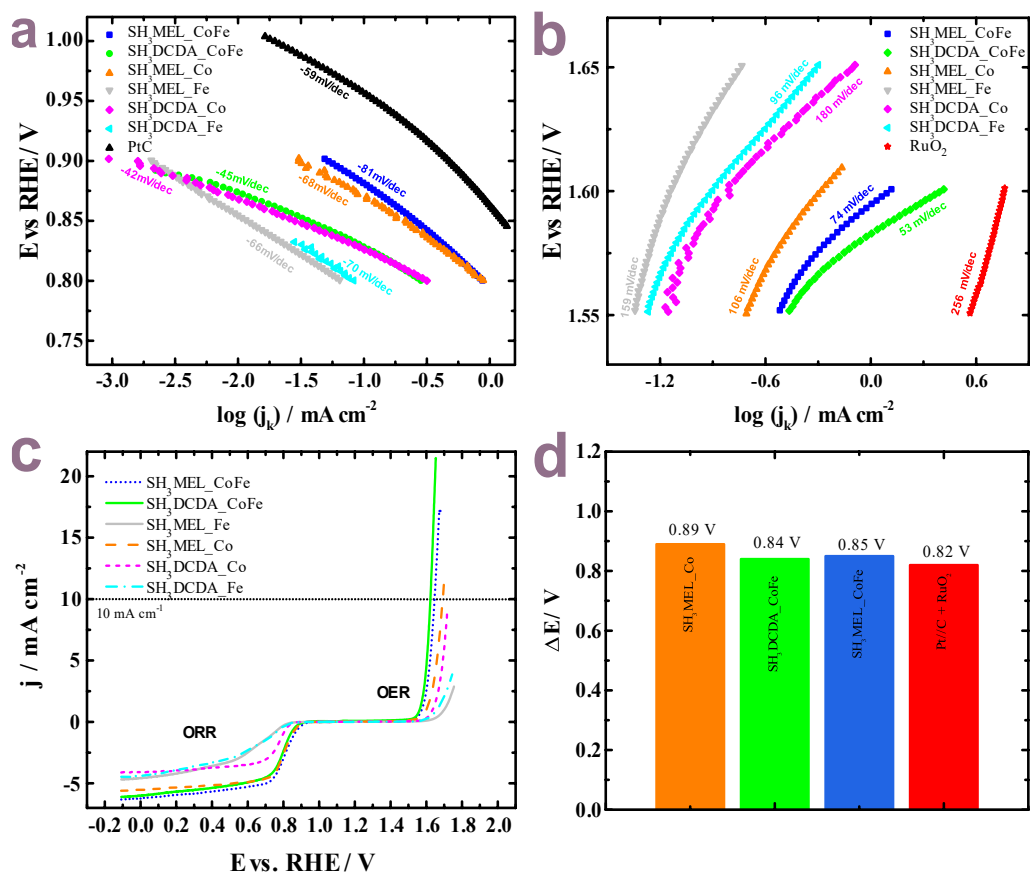 a
1.00
0.95
0.90
0.85
0.80
0.75
E vs RHE / V
-3.0
-2.5
-2.0
-1.5
-1.0
-0.5
0.0
log (jk) / mA cm-2
SH3MEL_CoFe
SH3DCDA_CoFe
SH3MEL_Co
SH3MEL_Fe
SH3DCDA_Co
SH3DCDA_Fe
PtC
-59mV/dec
-45mV/dec
-42mV/dec
-81mV/dec
-68mV/dec
-66mV/dec
-70 mV/dec
b
1.65
1.60
1.55
E vs RHE / V
-1.2
-0.6
0.0
0.6
log (jk) / mA cm-2
SH3MEL_CoFe
SH3DCDA_CoFe
SH3MEL_Co
SH3MEL_Fe
SH3DCDA_Co
SH3DCDA_Fe
RuO2
96 mV/dec
180 mV/dec
74 mV/dec
53 mV/dec
159 mV/dec
106 mV/dec
256 mV/dec
c
20
15
10
5
0
-5
j / mA cm-2
-0.2
0.0
0.2
0.4
0.6
0.8
1.0
1.2
1.4
1.6
1.8
2.0
E vs. RHE / V
SH3MEL_CoFe
SH3DCDA_CoFe
SH3MEL_Fe
SH3MEL_Co
SH3DCDA_Co
SH3DCDA_Fe
10 mA cm-1
OER
ORR
d
1.2
1.0
0.8
0.6
0.4
0.2
0.0
ΔE/ V
0.89 V
0.84 V
0.85 V
0.82 V
SH3MEL_Co
SH3DCDA_CoFe
SH3MEL_CoFe
Pt//C + RuO2